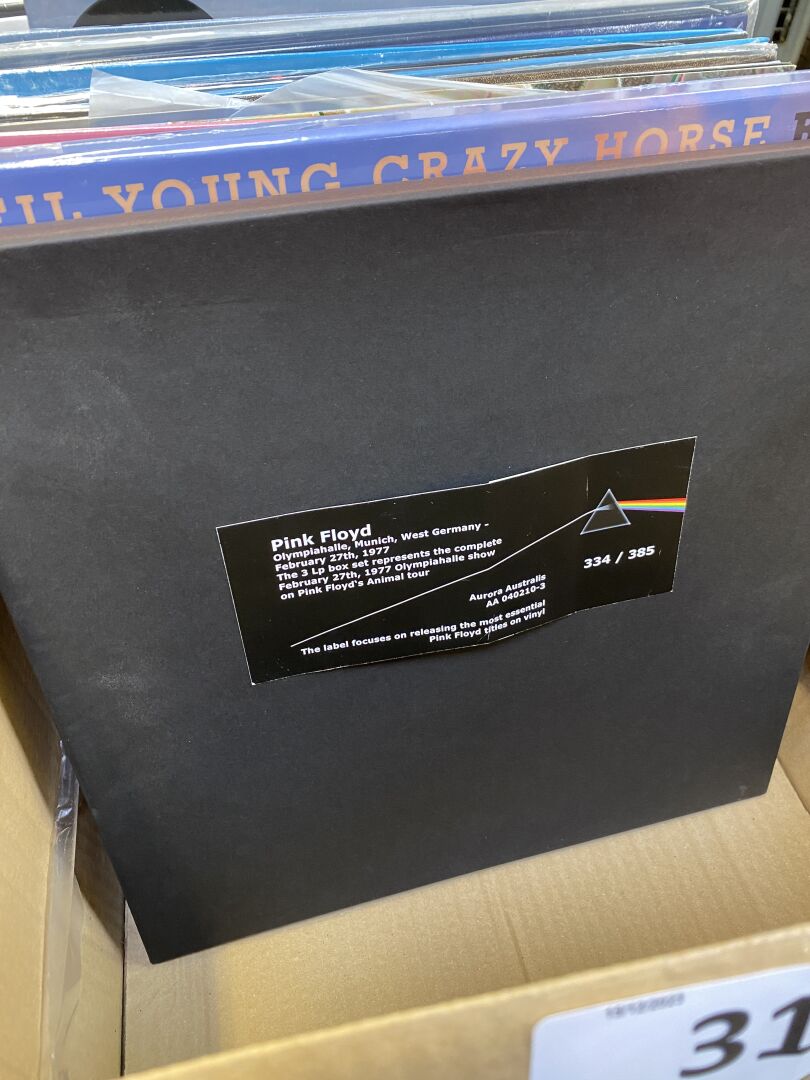 YOUNG CRAZY HORSE
Pink Floyd
Olympiahalle, Munich, West Germany -
February 27th, 1977
The 3 Lp box set represents the complete
February 27th, 1977 Olympiahalle show
on Pink Floyd's Animal tour
334 / 385
Aurora Australis
AA 040210-3
The label focuses on releasing the most essential
Pink Floyd titles on vinyl
31